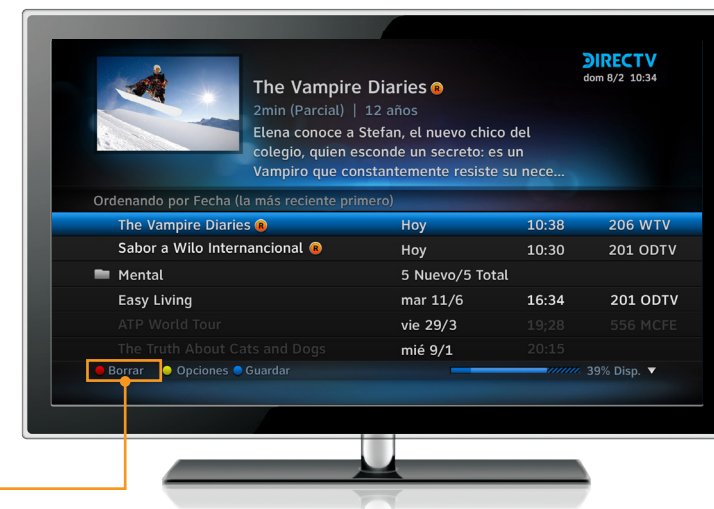 DIRECTV
dom 8/2 10:34
The Vampire Diaries R
2min (Parcial) | 12 años
Elena conoce a Stefan, el nuevo chico del
colegio, quien esconde un secreto: es un
Vampiro que constantemente resiste su nece...
Ordenando por Fecha (la más reciente primero)
The Vampire Diaries R Hoy 10:38 206 WTV
Sabor a Wilo Internancional R Hoy 10:30 201 ODTV
Mental 5 Nuevo/5 Total
Easy Living mar 11/6 16:34 201 ODTV
ATP World Tour vie 29/3 19;28 556 MCFE
The Truth About Cats and Dogs mié 9/1 20:15
Borrar Opciones Guardar 39% Disp.